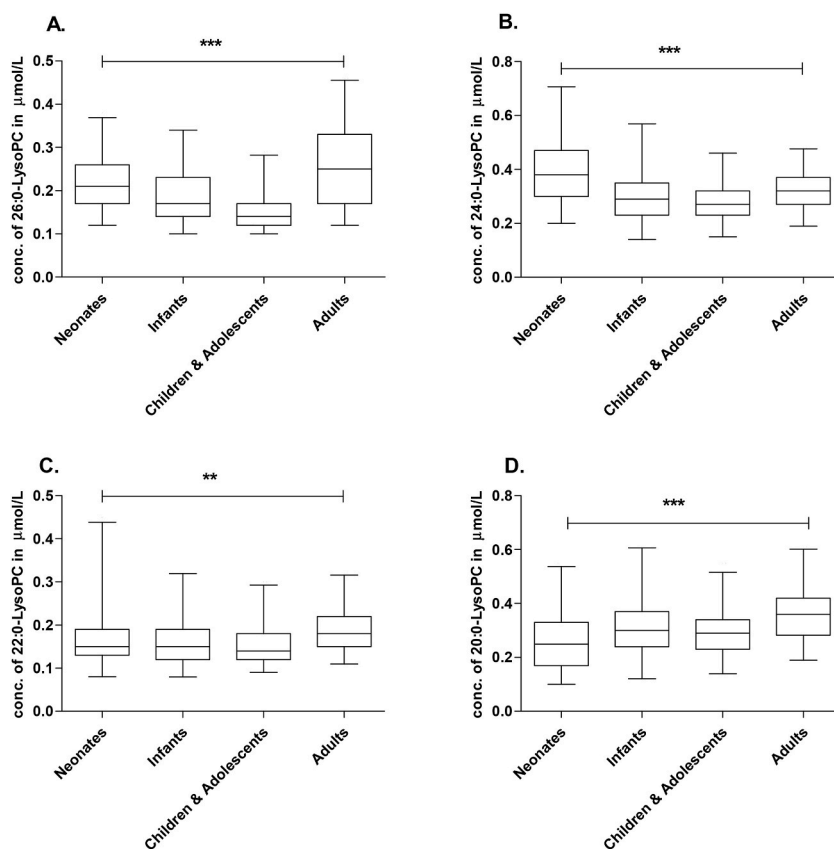 A.
***
conc. of 26:0-LysoPC in µmol/L
0.5
0.4
0.3
0.2
0.1
0.0
Neonates
Infants
Children & Adolescents
Adults
B.
***
conc. of 24:0-LysoPC in µmol/L
0.8
0.6
0.4
0.2
0.0
Neonates
Infants
Children & Adolescents
Adults
C.
**
conc. of 22:0-LysoPC in µmol/L
0.5
0.4
0.3
0.2
0.1
0.0
Neonates
Infants
Children & Adolescents
Adults
D.
***
conc. of 20:0-LysoPC in µmol/L
0.8
0.6
0.4
0.2
0.0
Neonates
Infants
Children & Adolescents
Adults